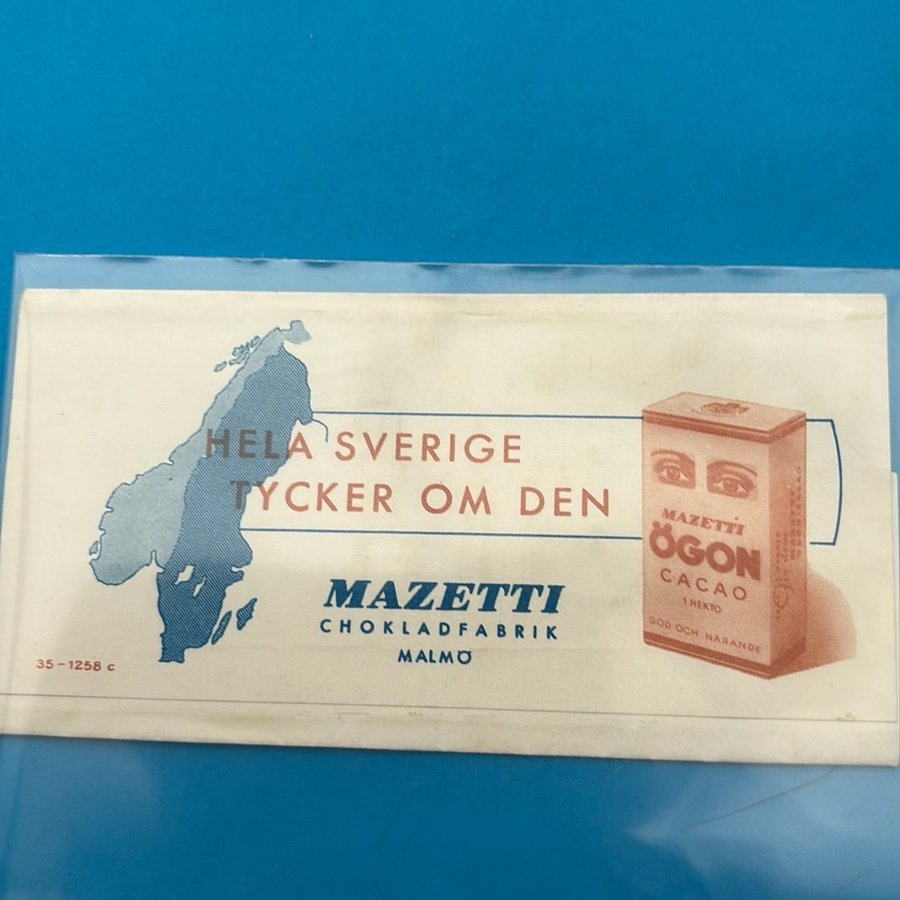 HELA SVERIGE
TYCKER OM DEN
MAZETTI
CHOKLADFABRIK
MALMÖ
35-1258 c
MAZETTI
ÖGON
CACAO
1 HEKTO
GOD OCH NÄRANDE